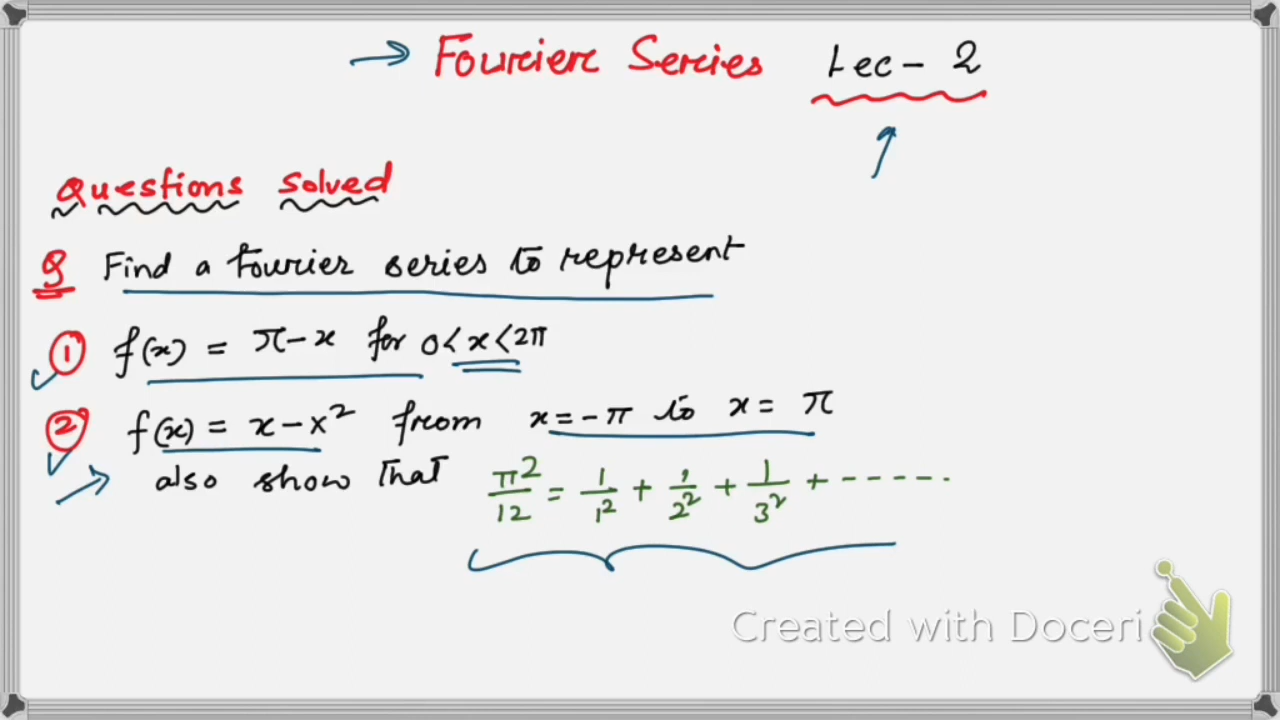 → Fourier Series Lec - 2
Questions solved
Q Find a Fourier series to represent
① f(x) = π - x for 0 < x < 2π
② f(x) = x - x² from x = - π to x = π
also show that π²/12 = 1/1² + 1/2² + 1/3² + -----.
Created with Doceri